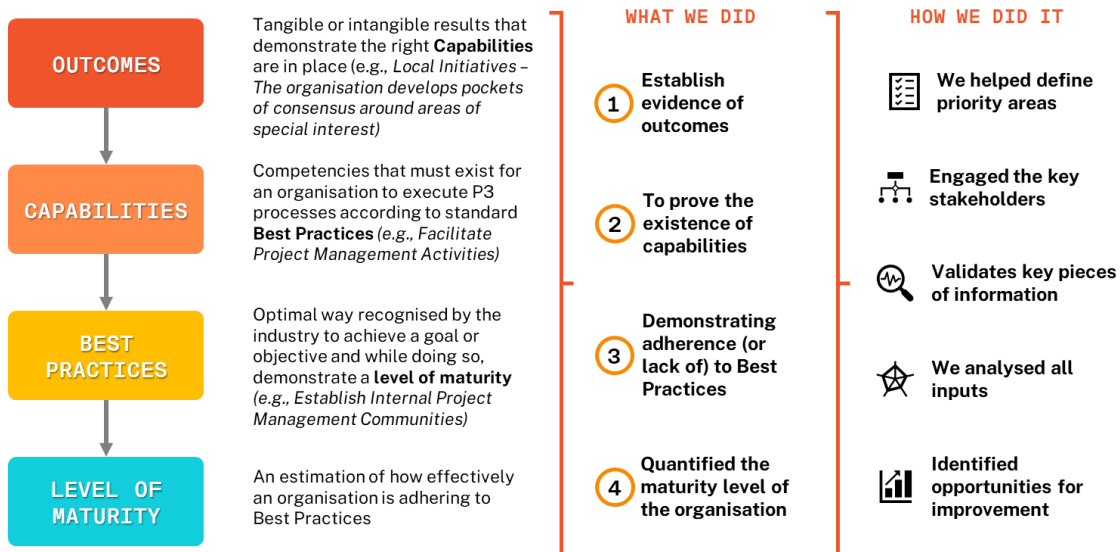 OUTCOMES
Tangible or intangible results that
demonstrate the right Capabilities
are in place (e.g., Local Initiatives –
The organisation develops pockets
of consensus around areas of
special interest)
CAPABILITIES
Competencies that must exist for
an organisation to execute P3
processes according to standard
Best Practices (e.g., Facilitate
Project Management Activities)
BEST
PRACTICES
Optimal way recognised by the
industry to achieve a goal or
objective and while doing so,
demonstrate a level of maturity
(e.g., Establish Internal Project
Management Communities)
LEVEL OF
MATURITY
An estimation of how effectively
an organisation is adhering to
Best Practices
WHAT WE DID
1
Establish
evidence of
outcomes
2
To prove the
existence of
capabilities
3
Demonstrating
adherence (or
lack of) to Best
Practices
4
Quantified the
maturity level of
the organisation
HOW WE DID IT
We helped define
priority areas
Engaged the key
stakeholders
Validates key pieces
of information
We analysed all
inputs
Identified
opportunities for
improvement